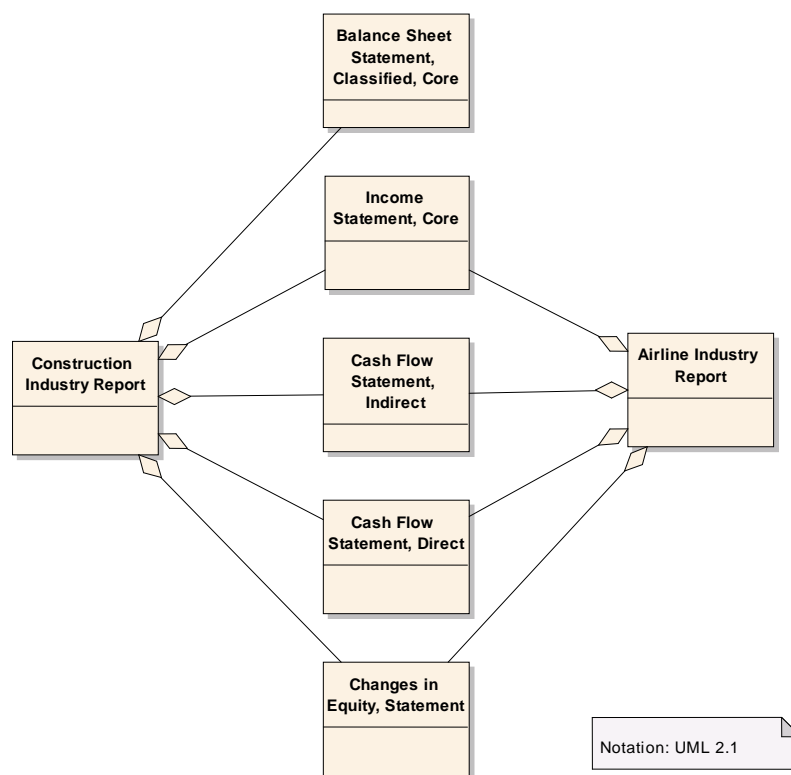 Balance Sheet
Statement,
Classified, Core
Income
Statement, Core
Construction
Industry Report
Cash Flow
Statement,
Indirect
Airline Industry
Report
Cash Flow
Statement, Direct
Changes in
Equity, Statement
Notation: UML 2.1